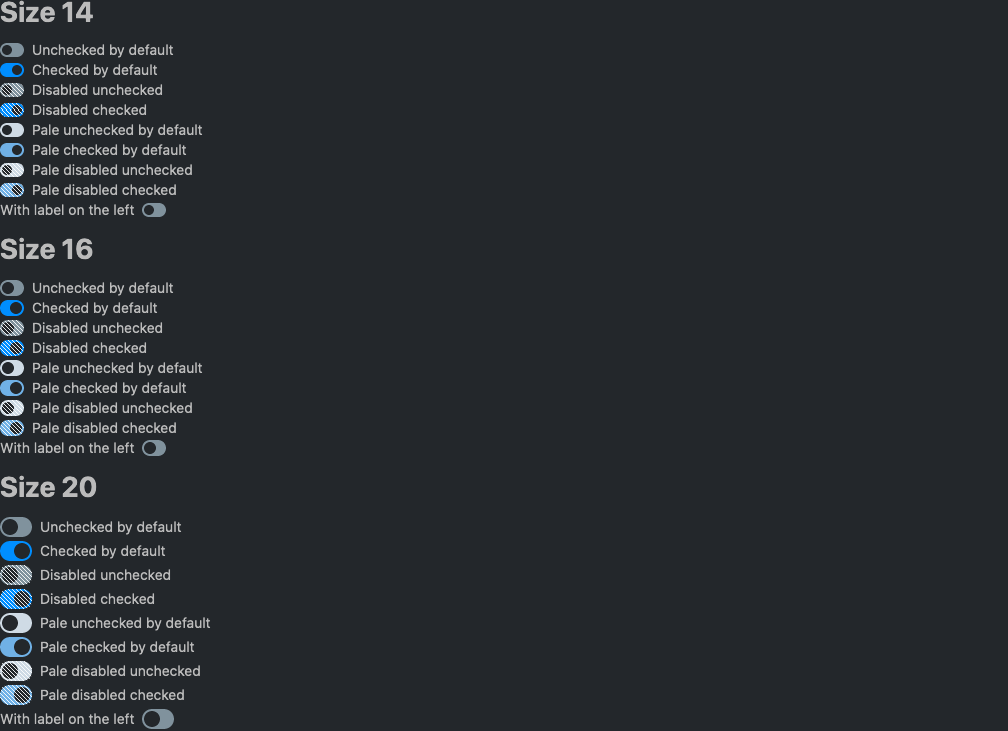 Size 14
Unchecked by default
Checked by default
Disabled unchecked
Disabled checked
Pale unchecked by default
Pale checked by default
Pale disabled unchecked
Pale disabled checked
With label on the left
Size 16
Unchecked by default
Checked by default
Disabled unchecked
Disabled checked
Pale unchecked by default
Pale checked by default
Pale disabled unchecked
Pale disabled checked
With label on the left
Size 20
Unchecked by default
Checked by default
Disabled unchecked
Disabled checked
Pale unchecked by default
Pale checked by default
Pale disabled unchecked
Pale disabled checked
With label on the left